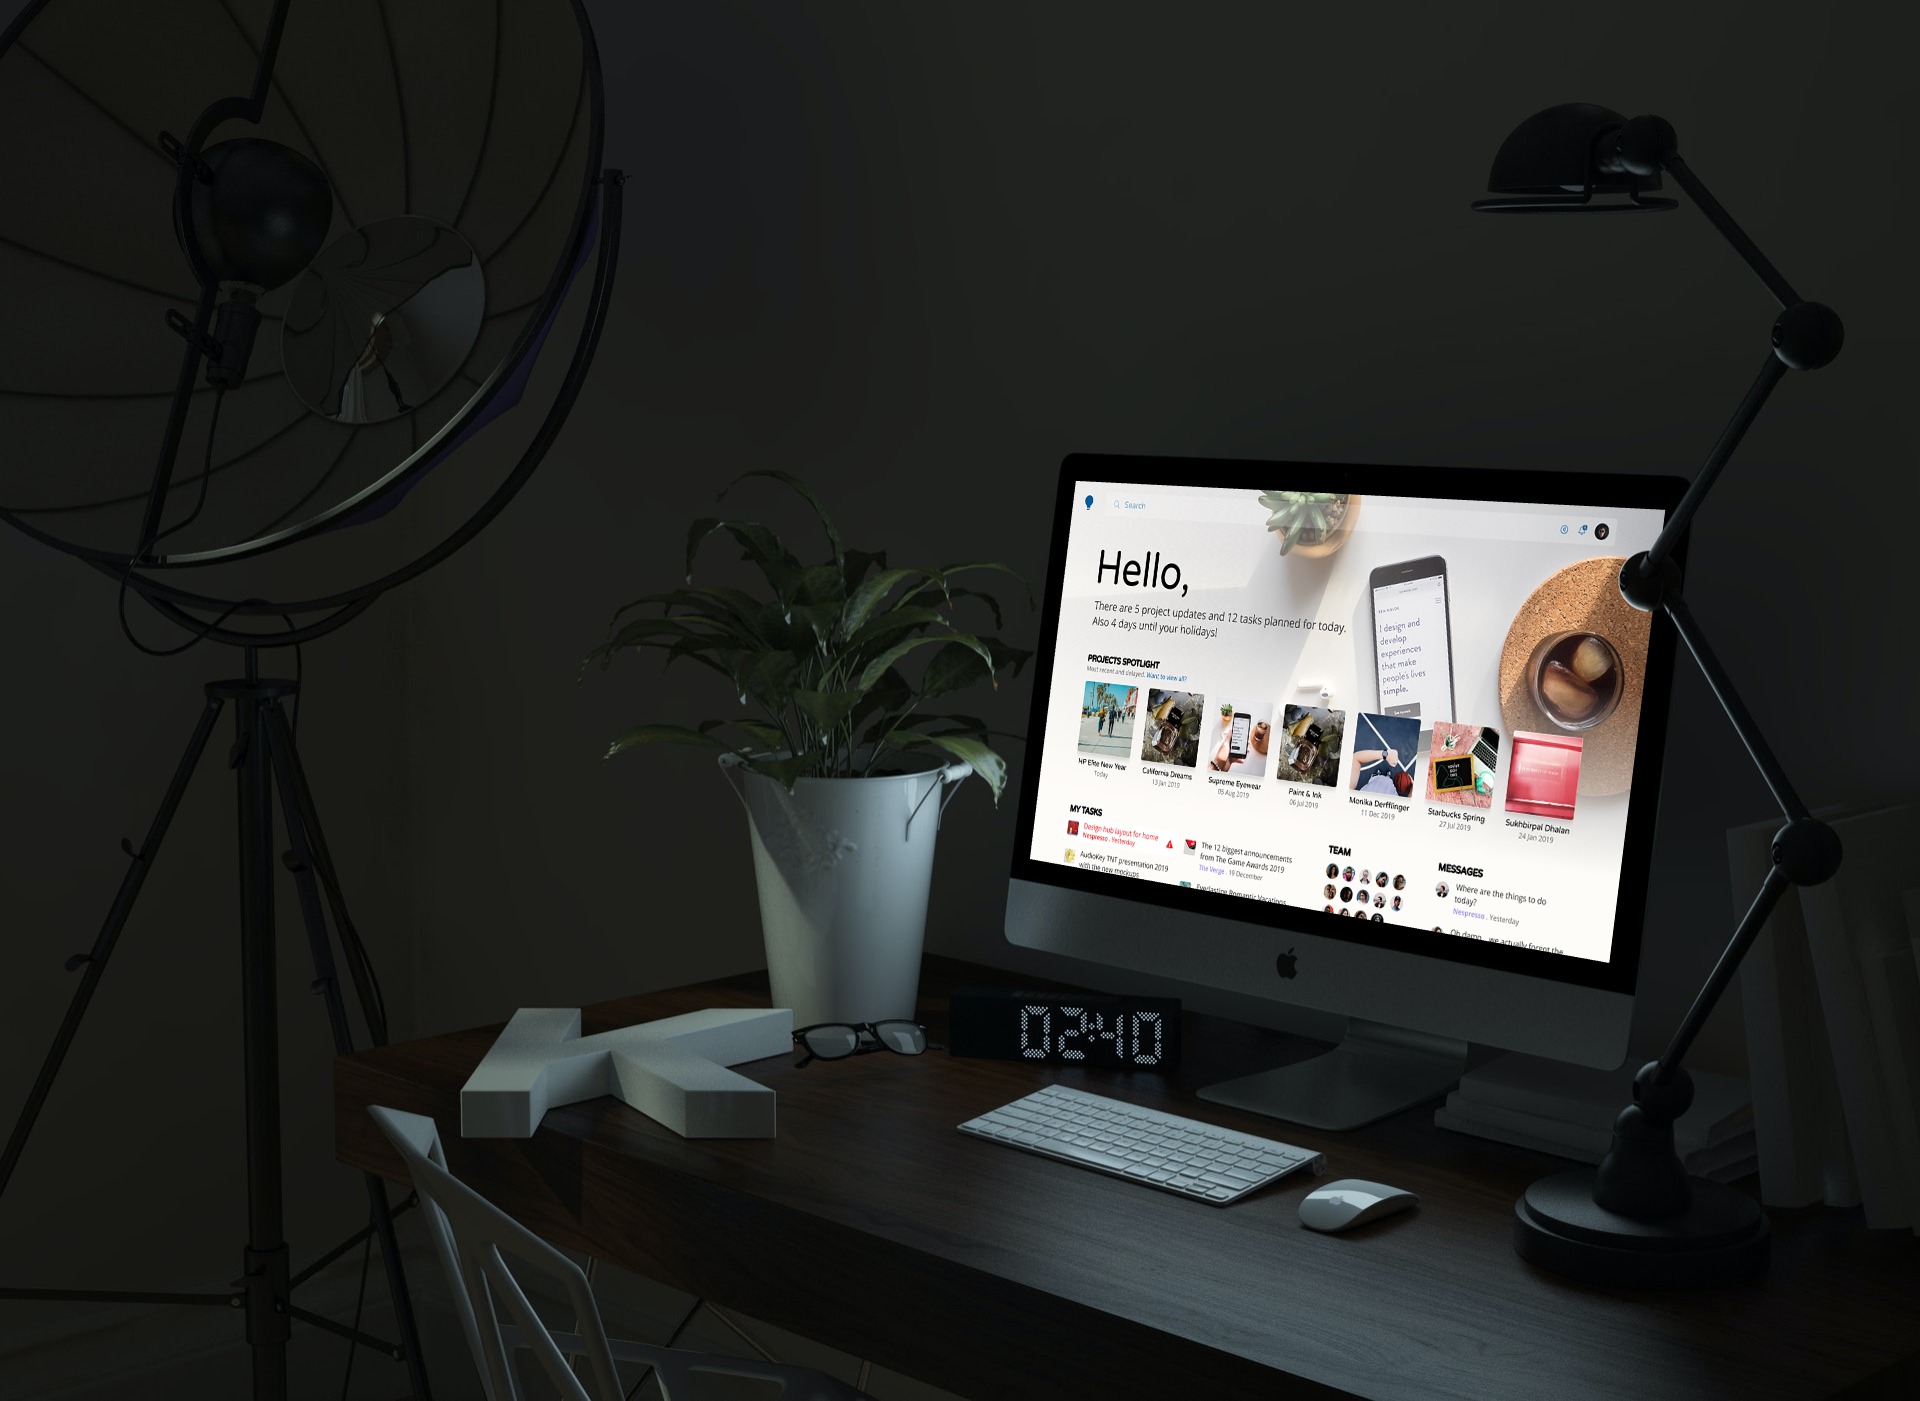 Search
Hello,
There are 5 project updates and 12 tasks planned for today.
Also 4 days until your holidays!
I design and
develop
experiences
that make
people's lives
simple.
PROJECTS SPOTLIGHT
Most recent and delayed. Want to view all?
HP Elite New Year
Today
California Dreams
13 Jan 2019
Supreme Eyewear
05 Aug 2019
Paint & Ink
06 Jul 2019
Monika Derfflinger
11 Dec 2019
Starbucks Spring
27 Jul 2019
Sukhbirpal Dhalan
24 Jan 2019
MY TASKS
Design hub layout for home
Nespresso . Yesterday
AudioKey TNT presentation 2019
with the new mockups
The 12 biggest announcements
from The Game Awards 2019
The Verge . 19 December
Everlasting Romantic Vacations
TEAM
MESSAGES
Where are the things to do
today?
Nespresso . Yesterday
Oh damn.. we actually forgot the
02:40
K